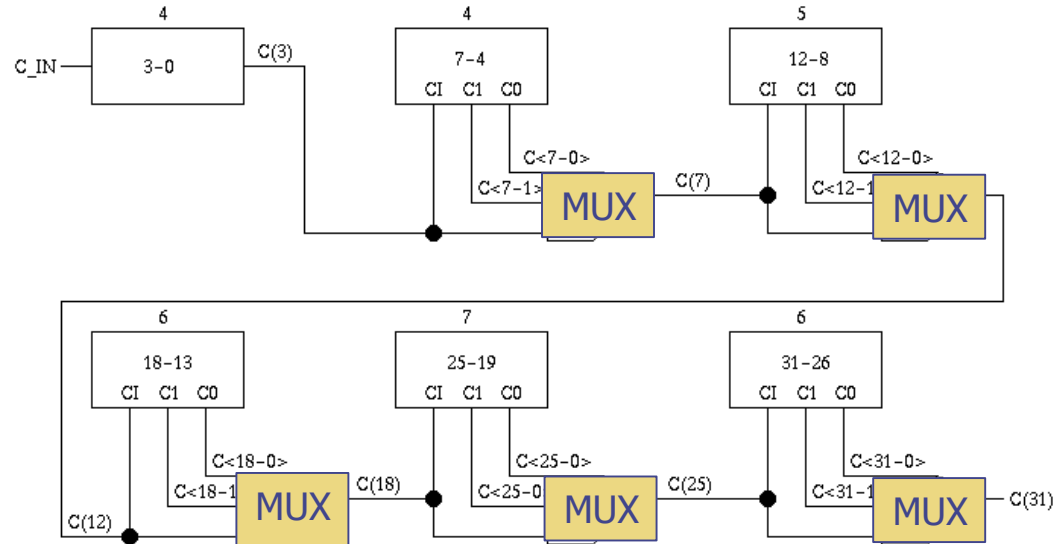 4
4
5
C_IN
3-0
C(3)
7-4
CI C1 C0
12-8
CI C1 C0
C<7-0>
C<7-1>
MUX
C(7)
C<12-0>
C<12-1
MUX
6
7
6
18-13
CI C1 C0
25-19
CI C1 C0
31-26
CI C1 C0
C<18-0>
C<18-1
MUX
C(18)
C<25-0>
C<25-0
MUX
C(25)
C<31-0>
C<31-1
MUX
C(31)
C(12)